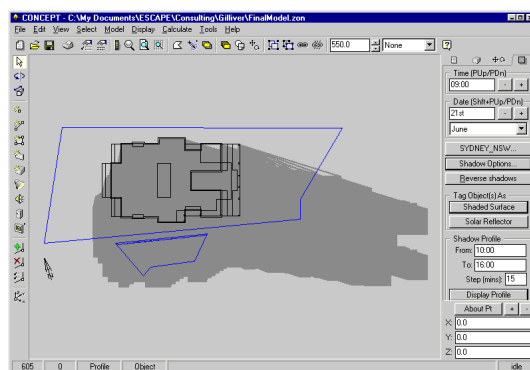 CONCEPT - C:\My Documents\ESCAPE\Consulting\Gilliver\FinalModel.zon
File Edit View Select Model Display Calculate Tools Help
550.0 None
Time (PUp/PDn)
09:00 - +
Date (Shft+PUp/PDn)
21st - +
June
SYDNEY_NSW...
Shadow Options...
Reverse shadows
Tag Object(s) As
Shaded Surface
Solar Reflector
Shadow Profile
From: 10:00
To: 16:00
Step (mins): 15
Display Profile
About Pt + -
X: 0.0
Y: 0.0
Z: 0.0
605 0 Profile Object idle